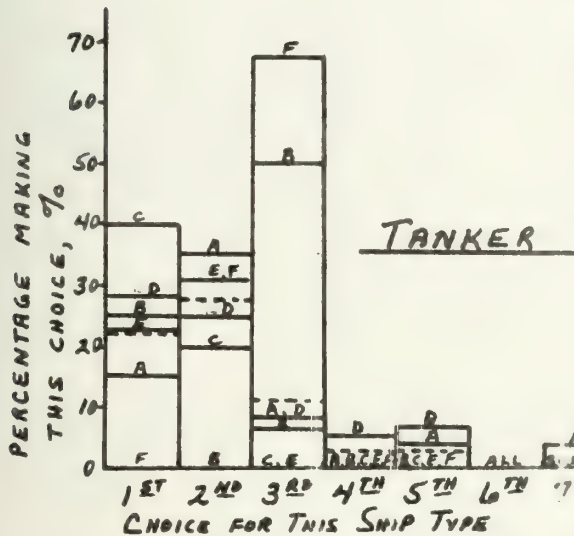 PERCENTAGE MAKING
THIS CHOICE, %
70
60
50
40
30
20
10
0
TANKER
C
D
B
E
A
F
A
E,F
D
C
B
F
B
A, D
C, E
D
D
A
C, E, F
ALL
1ST 2ND 3RD 4TH 5TH 6TH
CHOICE FOR THIS SHIP TYPE